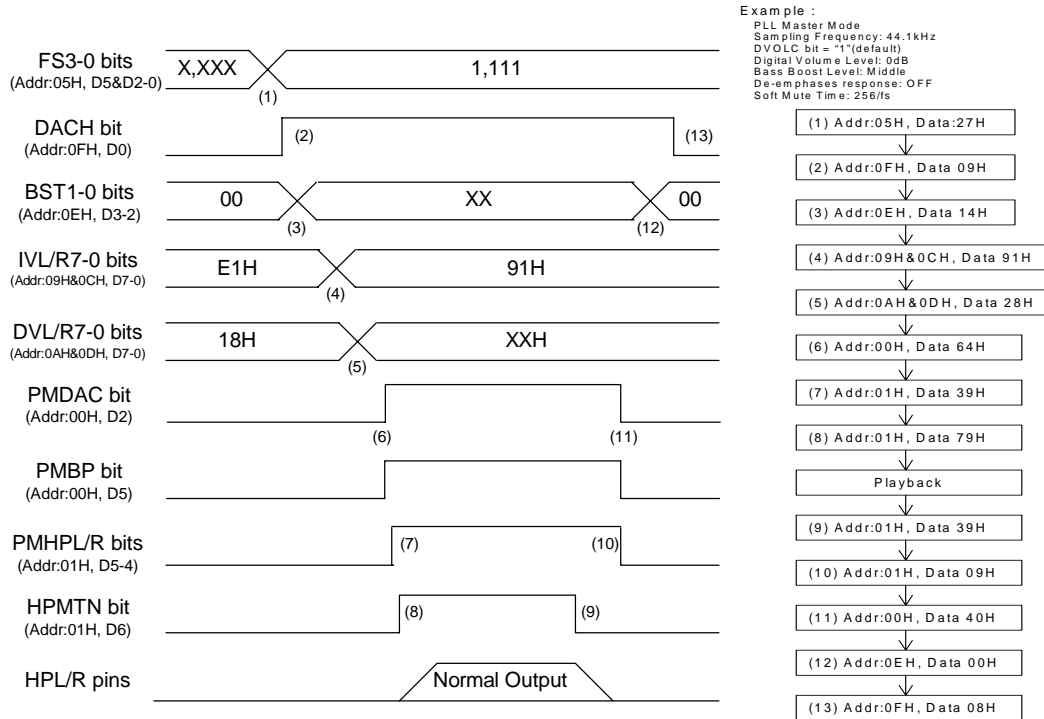 FS3-0 bits
(Addr:05H, D5&D2-0)
X,XXX
1,111
(1)
DACH bit
(Addr:0FH, D0)
(2)
(13)
BST1-0 bits
(Addr:0EH, D3-2)
00
XX
00
(3)
(12)
IVL/R7-0 bits
(Addr:09H&0CH, D7-0)
E1H
91H
(4)
DVL/R7-0 bits
(Addr:0AH&0DH, D7-0)
18H
XXH
(5)
PMDAC bit
(Addr:00H, D2)
(6)
(11)
PMBP bit
(Addr:00H, D5)
PMHPL/R bits
(Addr:01H, D5-4)
(7)
(10)
HPMTN bit
(Addr:01H, D6)
(8)
(9)
HPL/R pins
Normal Output
Example :
PLL Master Mode
Sampling Frequency: 44.1kHz
DVOLC bit = “1”(default)
Digital Volume Level: 0dB
Bass Boost Level: Middle
De-emphases response: OFF
Soft Mute Time: 256/fs
(1) Addr:05H, Data:27H
(2) Addr:0FH, Data 09H
(3) Addr:0EH, Data 14H
(4) Addr:09H&0CH, Data 91H
(5) Addr:0AH&0DH, Data 28H
(6) Addr:00H, Data 64H
(7) Addr:01H, Data 39H
(8) Addr:01H, Data 79H
Playback
(9) Addr:01H, Data 39H
(10) Addr:01H, Data 09H
(11) Addr:00H, Data 40H
(12) Addr:0EH, Data 00H
(13) Addr:0FH, Data 08H